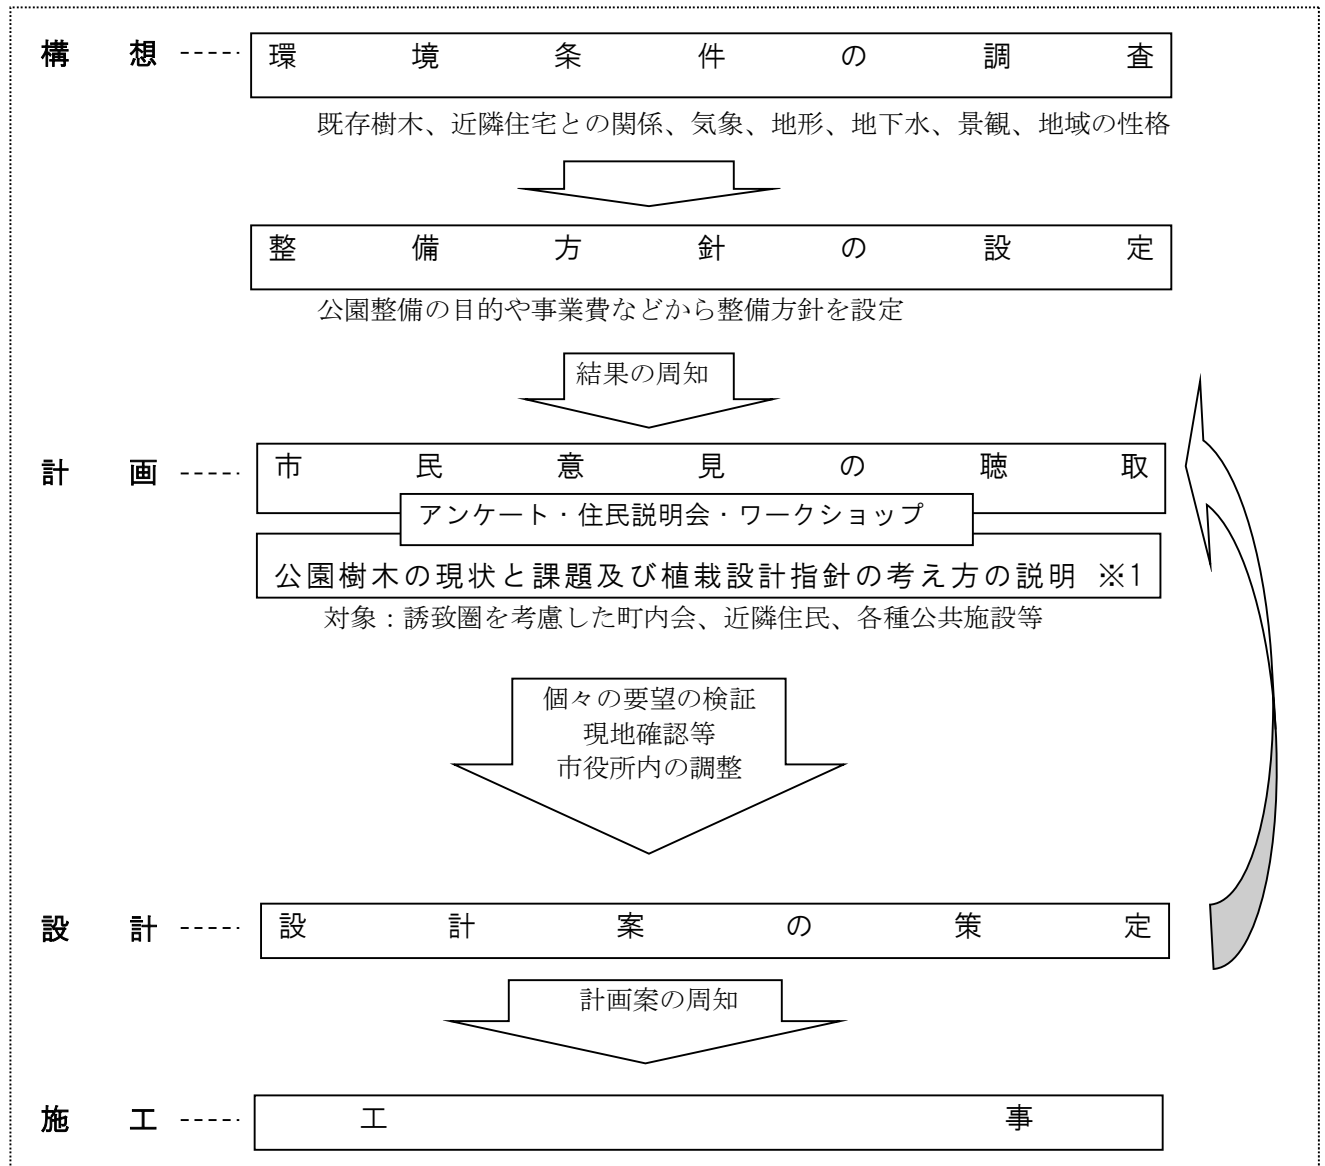 構想 環境条件の調査
既存樹木、近隣住宅との関係、気象、地形、地下水、景観、地域の性格
整備方針の設定
公園整備の目的や事業費などから整備方針を設定
結果の周知
計画 市民意見の聴取
アンケート・住民説明会・ワークショップ
公園樹木の現状と課題及び植栽設計指針の考え方の説明 ※1
対象：誘致圏を考慮した町内会、近隣住民、各種公共施設等
個々の要望の検証
現地確認等
市役所内の調整
設計 設計案の策定
計画案の周知
施工 工事